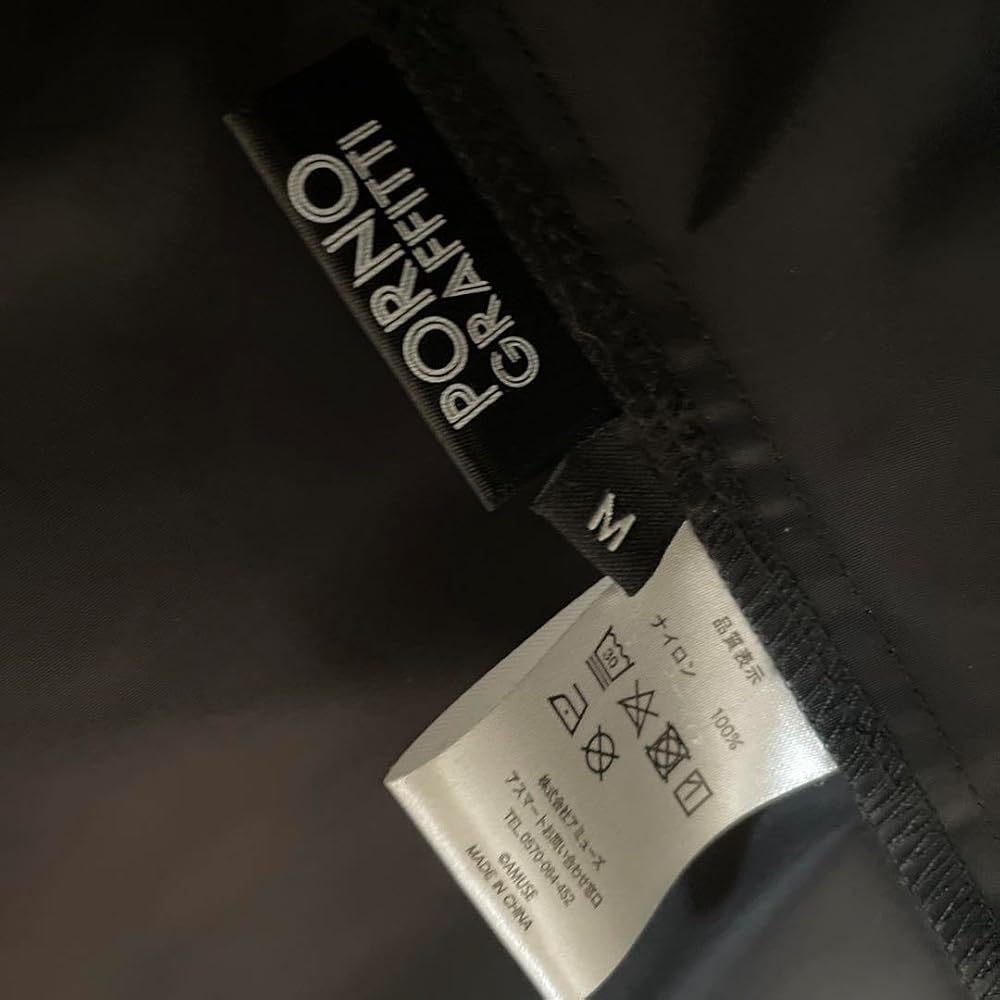 PORNO
GRAFFITTI
M
品質表示
ナイロン 100%
30
株式会社アミューズ
アスマートお問い合わせ窓口
TEL.0570-064-452
©AMUSE
MADE IN CHINA